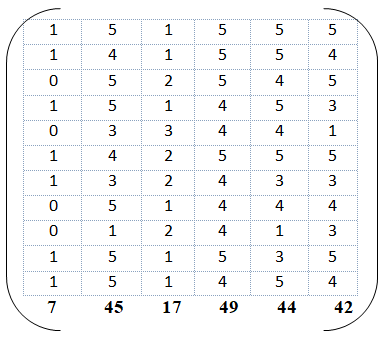 1 5 1 5 5 5
1 4 1 5 5 4
0 5 2 5 4 5
1 5 1 4 5 3
0 3 3 4 4 1
1 4 2 5 5 5
1 3 2 4 3 3
0 5 1 4 4 4
0 1 2 4 1 3
1 5 1 5 3 5
1 5 1 4 5 4
7 45 17 49 44 42